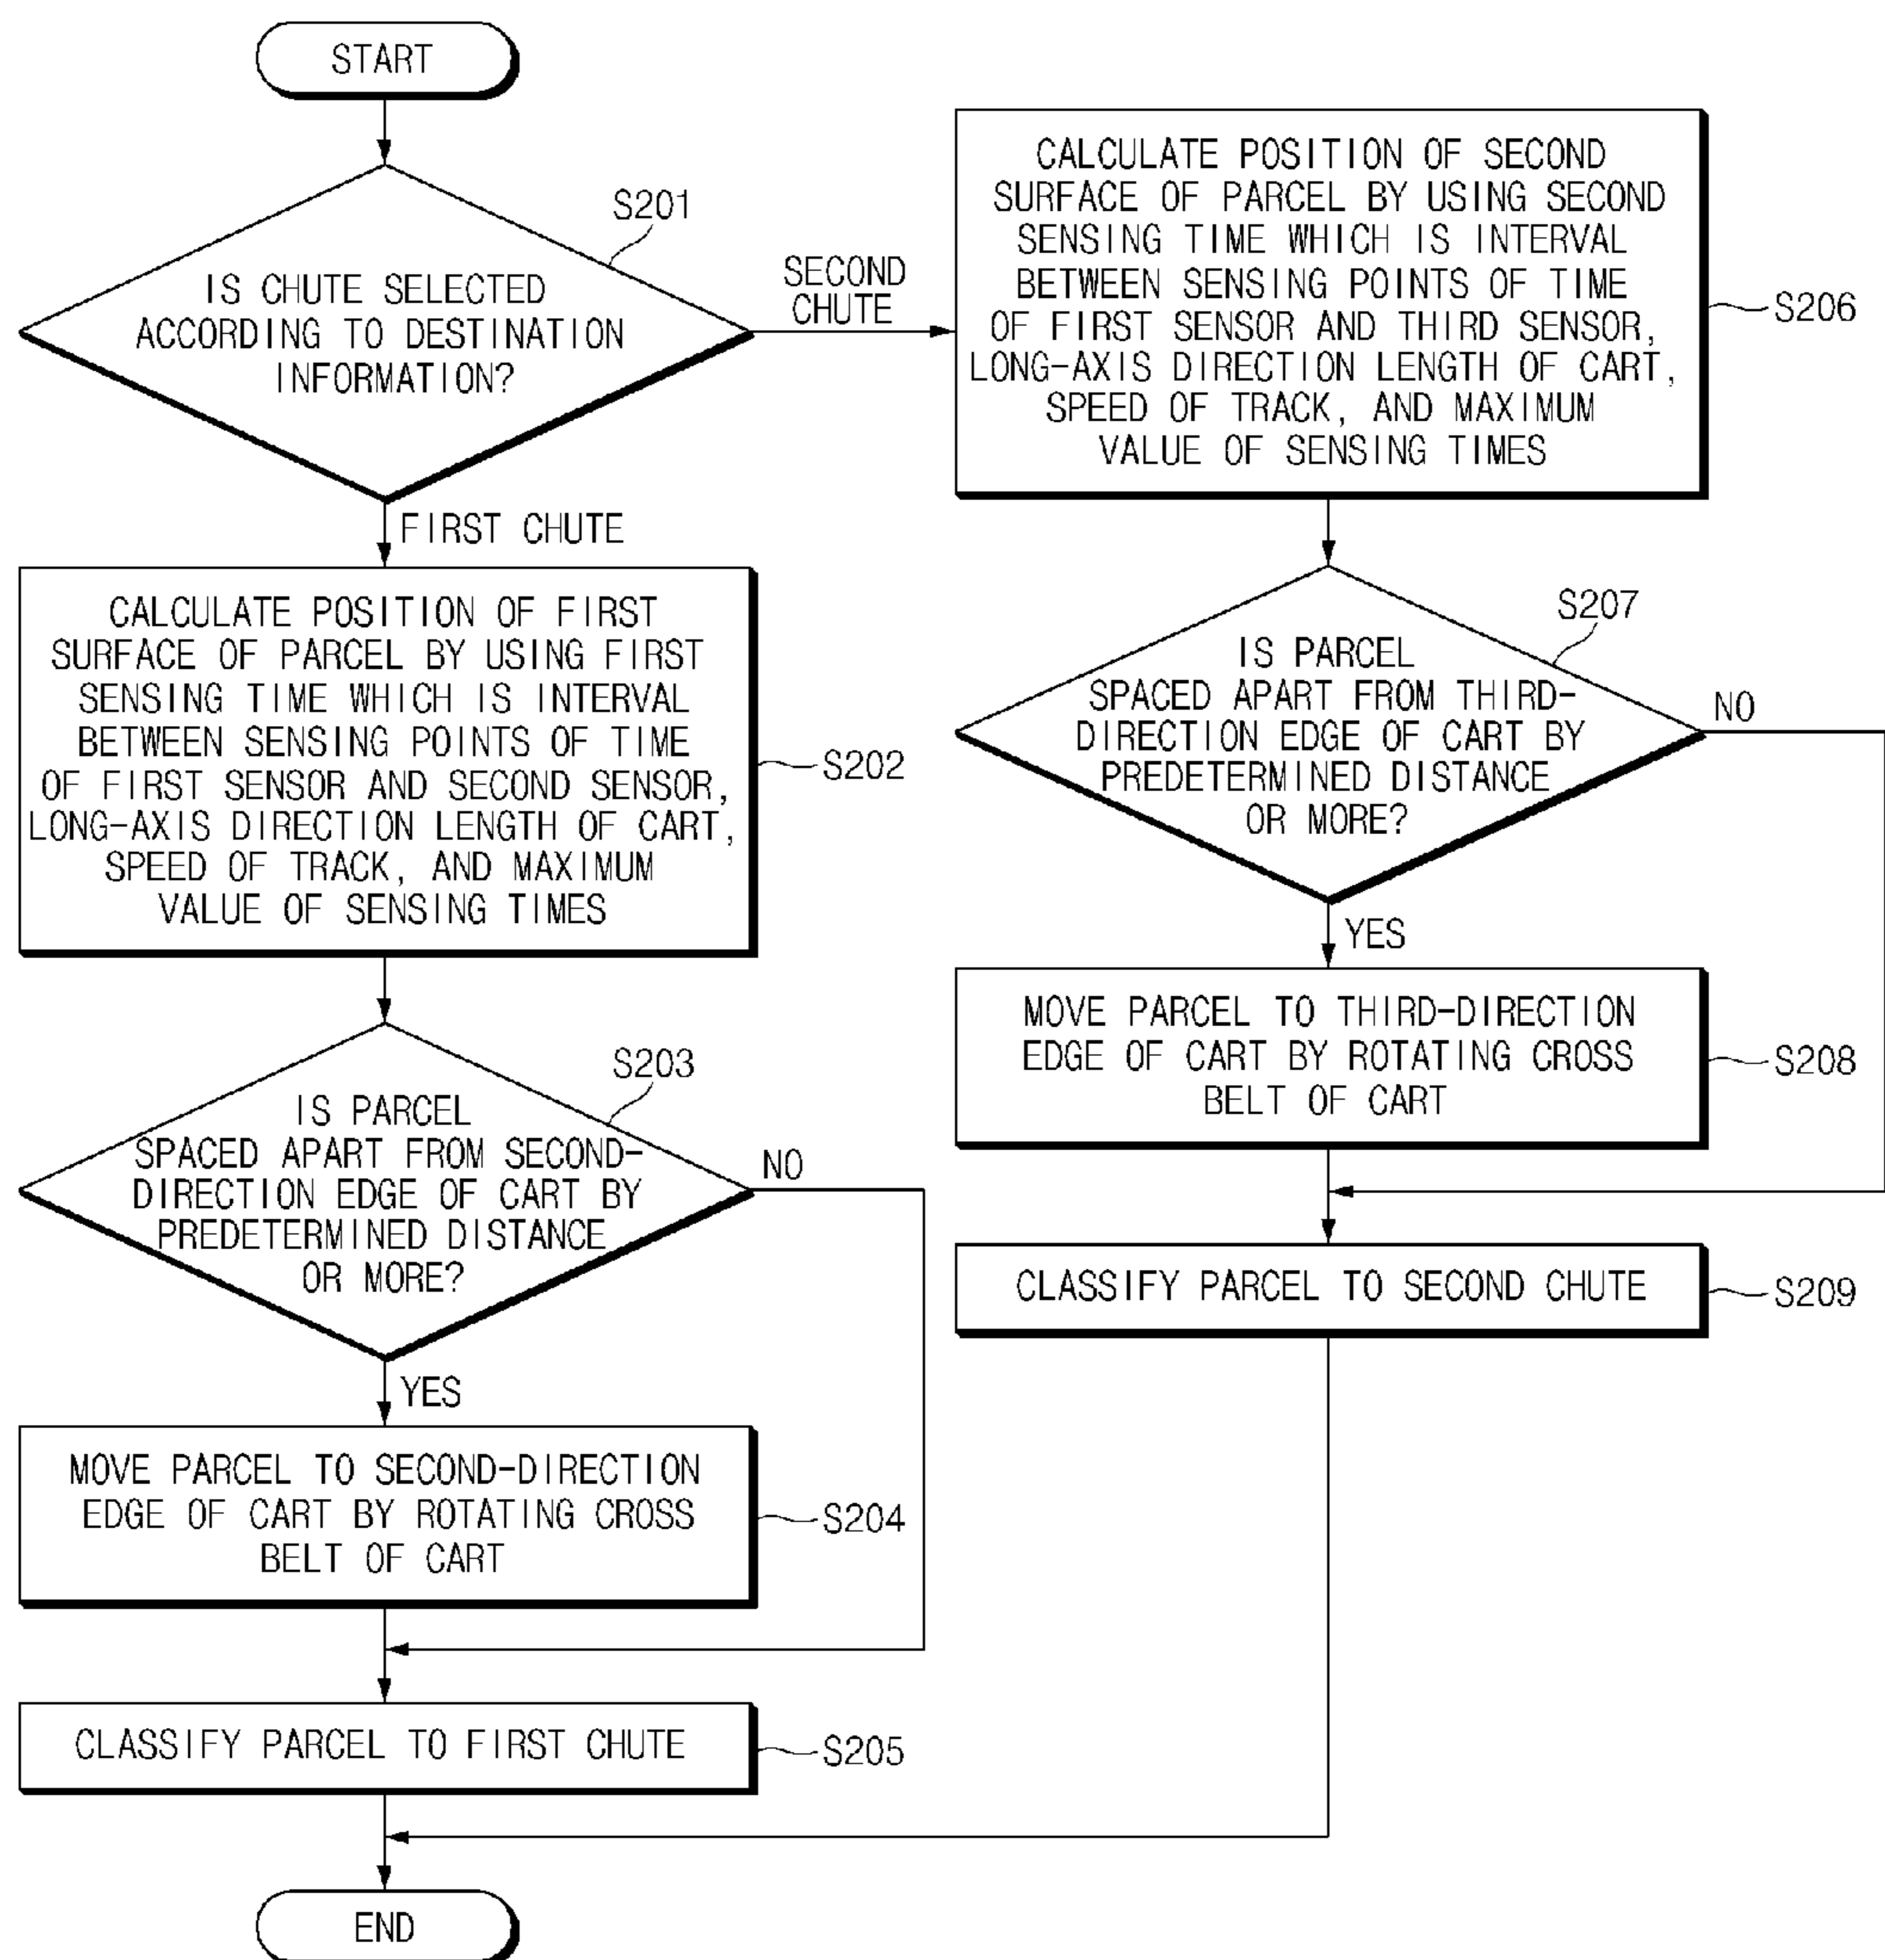 START
S201
IS CHUTE SELECTED
ACCORDING TO DESTINATION
INFORMATION?
SECOND
CHUTE
FIRST CHUTE
CALCULATE POSITION OF FIRST
SURFACE OF PARCEL BY USING FIRST
SENSING TIME WHICH IS INTERVAL
BETWEEN SENSING POINTS OF TIME
OF FIRST SENSOR AND SECOND SENSOR,
LONG-AXIS DIRECTION LENGTH OF CART,
SPEED OF TRACK, AND MAXIMUM
VALUE OF SENSING TIMES
S202
S203
IS PARCEL
SPACED APART FROM SECOND-
DIRECTION EDGE OF CART BY
PREDETERMINED DISTANCE
OR MORE?
NO
YES
MOVE PARCEL TO SECOND-DIRECTION
EDGE OF CART BY ROTATING CROSS
BELT OF CART
S204
CLASSIFY PARCEL TO FIRST CHUTE
S205
END
CALCULATE POSITION OF SECOND
SURFACE OF PARCEL BY USING SECOND
SENSING TIME WHICH IS INTERVAL
BETWEEN SENSING POINTS OF TIME
OF FIRST SENSOR AND THIRD SENSOR,
LONG-AXIS DIRECTION LENGTH OF CART,
SPEED OF TRACK, AND MAXIMUM
VALUE OF SENSING TIMES
S206
S207
IS PARCEL
SPACED APART FROM THIRD-
DIRECTION EDGE OF CART BY
PREDETERMINED DISTANCE
OR MORE?
NO
YES
MOVE PARCEL TO THIRD-DIRECTION
EDGE OF CART BY ROTATING CROSS
BELT OF CART
S208
CLASSIFY PARCEL TO SECOND CHUTE
S209